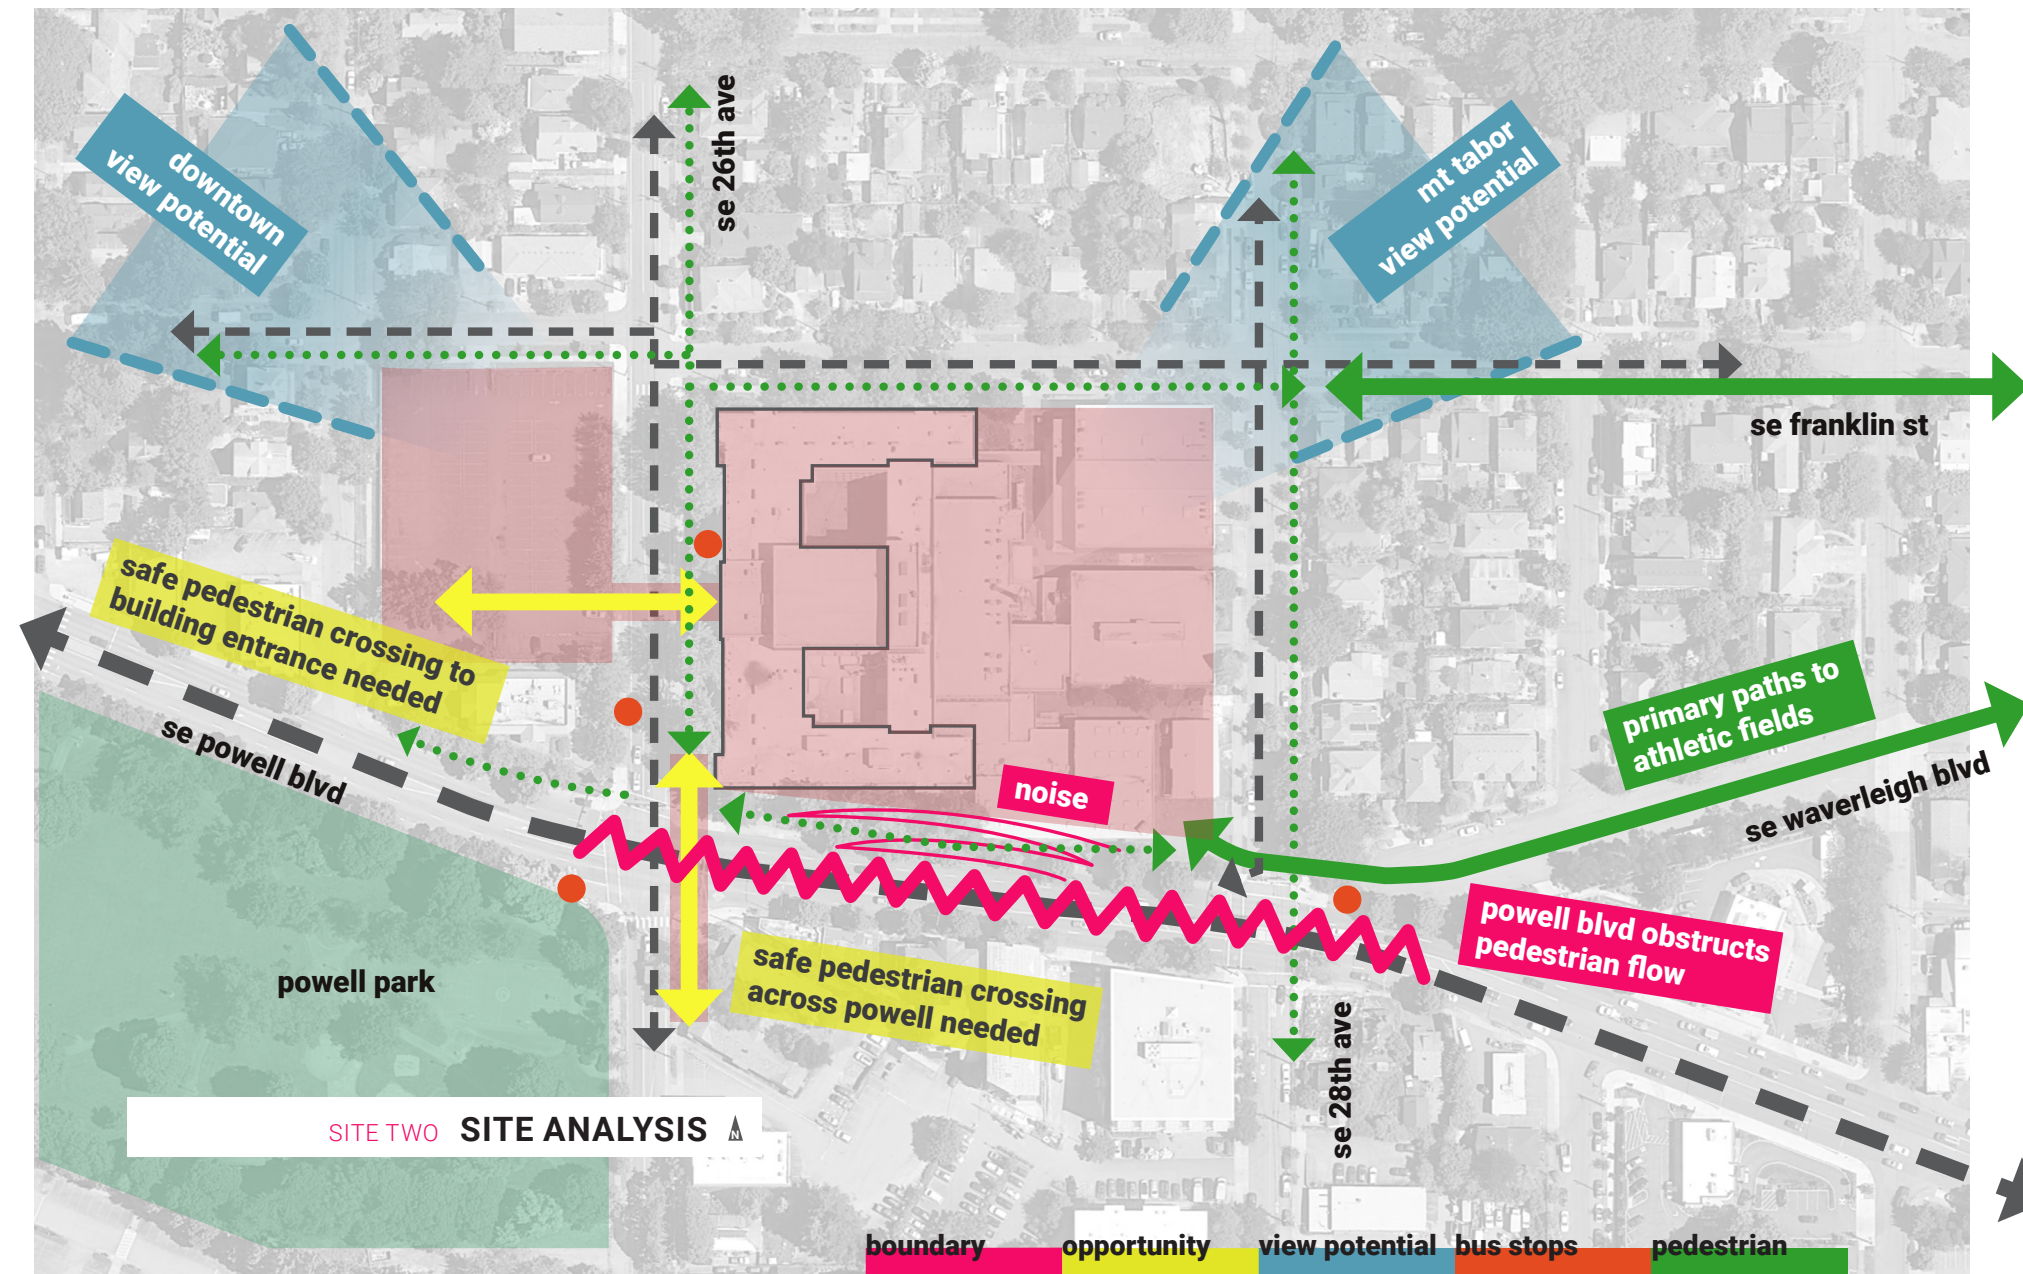 se 26th ave
downtown
view potential
mt tabor
view potential
se franklin st
safe pedestrian crossing to
building entrance needed
se powell blvd
primary paths to
athletic fields
se waverleigh blvd
noise
powell blvd obstructs
pedestrian flow
safe pedestrian crossing
across powell needed
powell park
se 28th ave
SITE TWO SITE ANALYSIS N
boundary opportunity view potential bus stops pedestrian